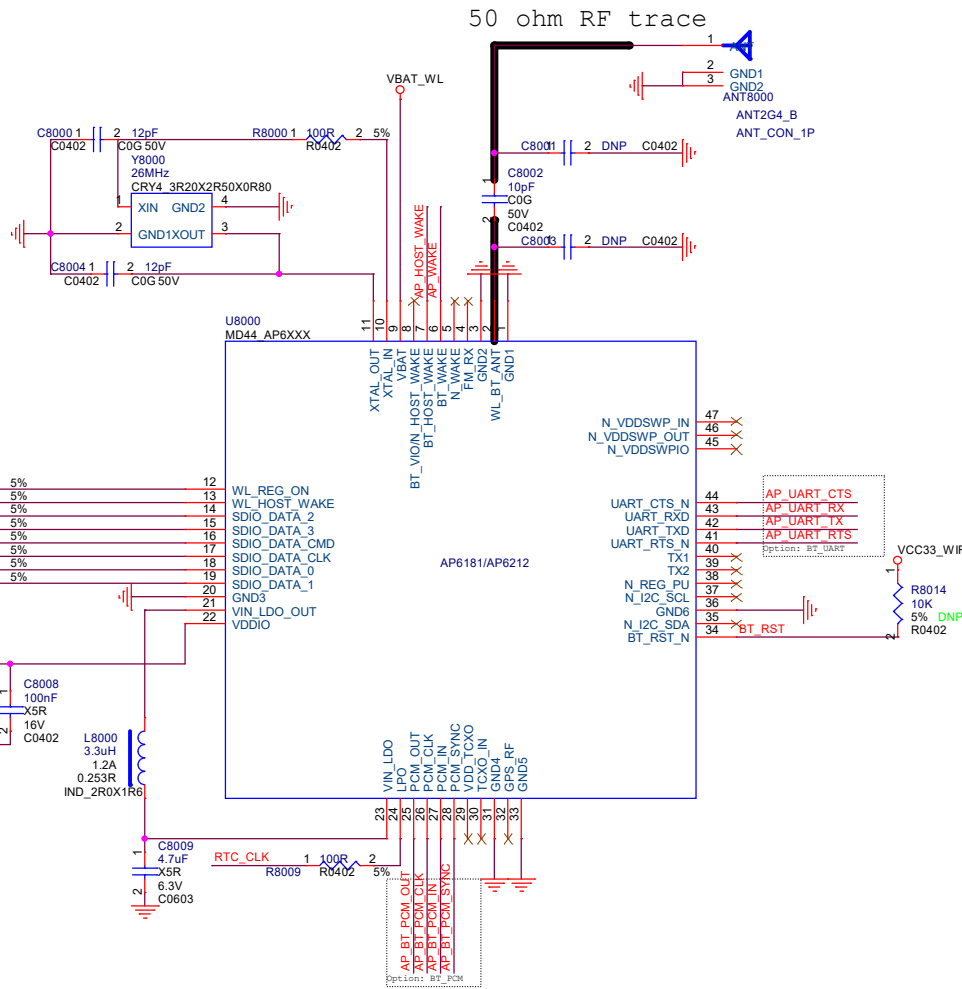 50 ohm RF trace
1
2 GND1
3 GND2
ANT8000
ANT2G4_B
ANT_CON_1P
VBAT_WL
C8000 1 2 12pF
C0402 C0G 50V
R8000 1 100R 2 5%
R0402
Y8000
26MHz
CRY4_3R20X2R50X0R80
1 XIN GND2 4
2 GND1 XOUT 3
C8004 1 2 12pF
C0402 C0G 50V
C8001 1 2 DNP C0402
1
C8002
10pF
C0G
50V
C0402
2
C8003 1 2 DNP C0402
AP_HOST_WAKE
AP_WAKE
U8000
MD44_AP6XXX
11 XTAL_OUT
10 XTAL_IN
9 VBAT
8 BT_VIO/N_HOST_WAKE
7 BT_HOST_WAKE
6 BT_WAKE
5 N_WAKE
4 FM_RX
3 GND2
2 WL_BT_ANT
1 GND1
N_VDDSWP_IN 47
N_VDDSWP_OUT 46
N_VDDSWPIO 45
5% 12 WL_REG_ON
5% 13 WL_HOST_WAKE
5% 14 SDIO_DATA_2
5% 15 SDIO_DATA_3
5% 16 SDIO_DATA_CMD
5% 17 SDIO_DATA_CLK
5% 18 SDIO_DATA_0
5% 19 SDIO_DATA_1
20 GND3
21 VIN_LDO_OUT
22 VDDIO
AP6181/AP6212
UART_CTS_N 44 AP_UART_CTS
UART_RXD 43 AP_UART_RX
UART_TXD 42 AP_UART_TX
UART_RTS_N 41 AP_UART_RTS
Option: BT_UART
TX1 40
TX2 39
N_REG_PU 38
N_I2C_SCL 37
GND6 36
N_I2C_SDA 35
BT_RST_N 34 BT_RST
VCC33_WIF
1
R8014
10K
5% DNP
R0402
2
1
C8008
100nF
X5R
16V
C0402
2
L8000
3.3uH
1.2A
0.253R
IND_2R0X1R6
C8009
1 4.7uF
X5R
2 6.3V
C0603
RTC_CLK 1 100R 2
R8009 R0402 5%
23 VIN_LDO
24 LPO
25 PCM_OUT
26 PCM_CLK
27 PCM_IN
28 PCM_SYNC
29 VDD_TCXO
30 TCXO_IN
31 GND4
32 GPS_RF
33 GND5
AP_BT_PCM_OUT
AP_BT_PCM_CLK
AP_BT_PCM_IN
AP_BT_PCM_SYNC
Option: BT_PCM